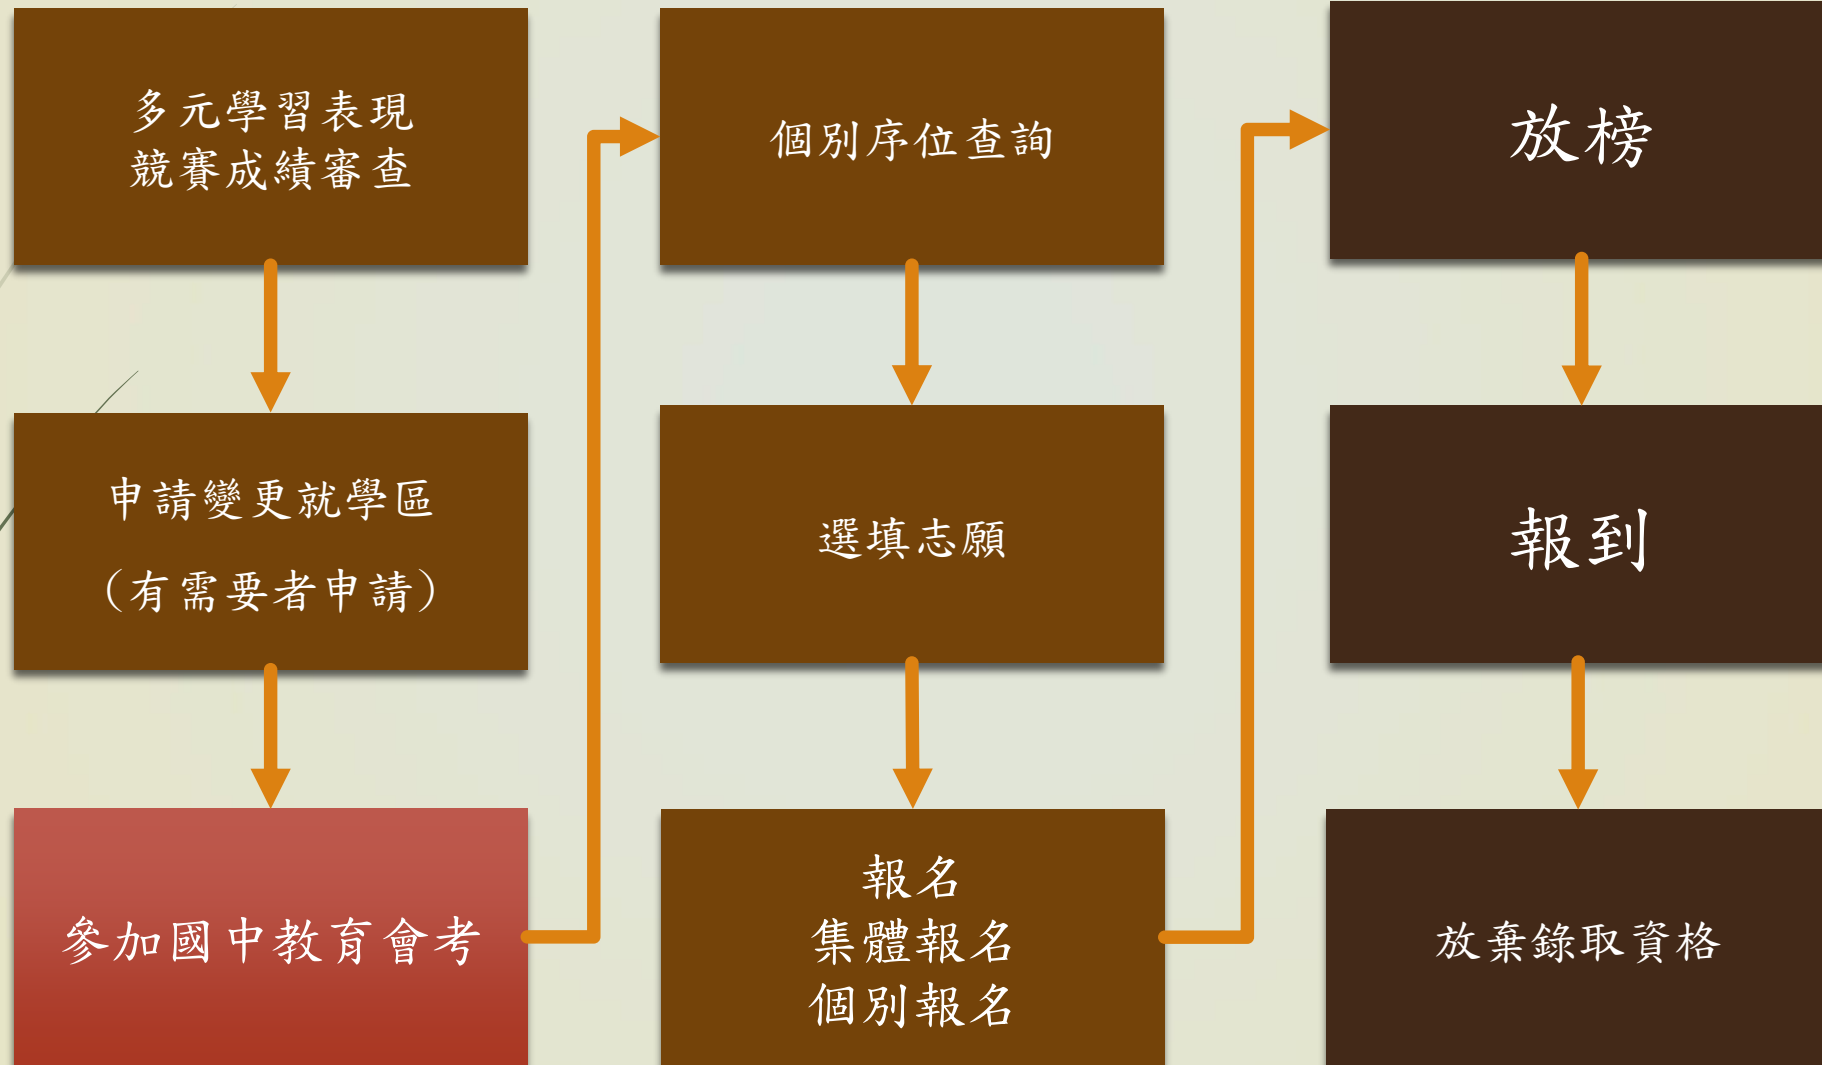 多元學習表現
競賽成績審查
申請變更就學區
（有需要者申請）
參加國中教育會考
個別序位查詢
選填志願
報名
集體報名
個別報名
放榜
報到
放棄錄取資格